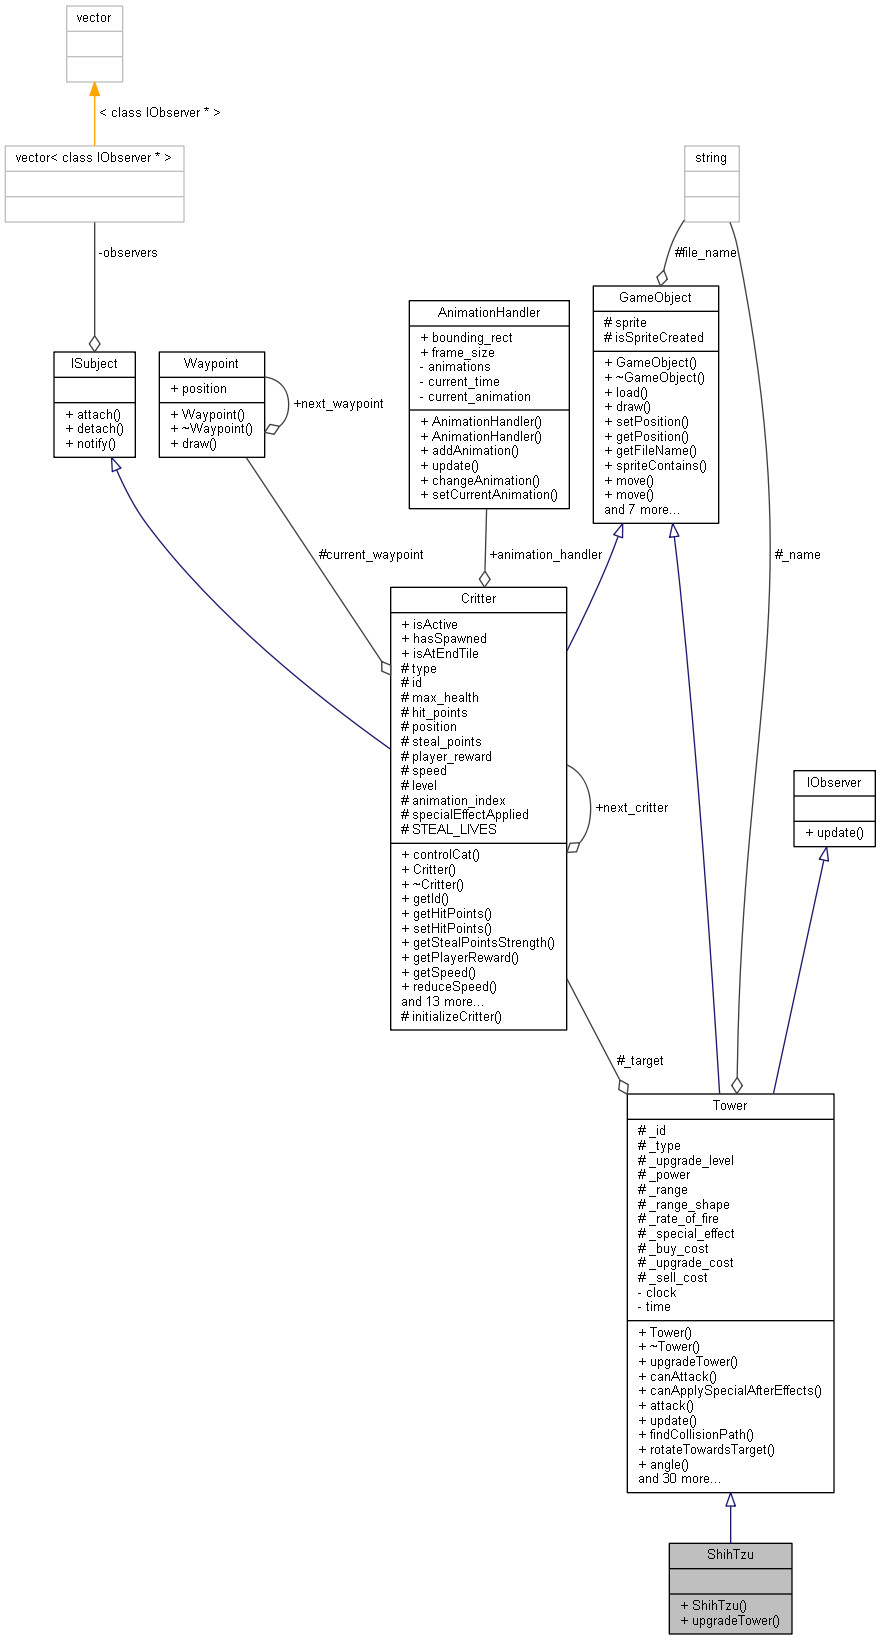 vector
< class IObserver * >
vector< class IObserver * >
string
-observers
#file_name
GameObject
# sprite
# isSpriteCreated
+ GameObject()
+ ~GameObject()
+ load()
+ draw()
+ setPosition()
+ getPosition()
+ getFileName()
+ spriteContains()
+ move()
+ move()
and 7 more...
AnimationHandler
+ bounding_rect
+ frame_size
- animations
- current_time
- current_animation
+ AnimationHandler()
+ AnimationHandler()
+ addAnimation()
+ update()
+ changeAnimation()
+ setCurrentAnimation()
ISubject
+ attach()
+ detach()
+ notify()
Waypoint
+ position
+ Waypoint()
+ ~Waypoint()
+ draw()
+next_waypoint
#current_waypoint
+animation_handler
#_name
Critter
+ isActive
+ hasSpawned
+ isAtEndTile
# type
# id
# max_health
# hit_points
# position
# steal_points
# player_reward
# speed
# level
# animation_index
# specialEffectApplied
# STEAL_LIVES
+ controlCat()
+ Critter()
+ ~Critter()
+ getId()
+ getHitPoints()
+ setHitPoints()
+ getStealPointsStrength()
+ getPlayerReward()
+ getSpeed()
+ reduceSpeed()
and 13 more...
# initializeCritter()
+next_critter
IObserver
+ update()
#_target
Tower
# _id
# _type
# _upgrade_level
# _power
# _range
# _range_shape
# _rate_of_fire
# _special_effect
# _buy_cost
# _upgrade_cost
# _sell_cost
- clock
- time
+ Tower()
+ ~Tower()
+ upgradeTower()
+ canAttack()
+ canApplySpecialAfterEffects()
+ attack()
+ update()
+ findCollisionPath()
+ rotateTowardsTarget()
+ angle()
and 30 more...
ShihTzu
+ ShihTzu()
+ upgradeTower()